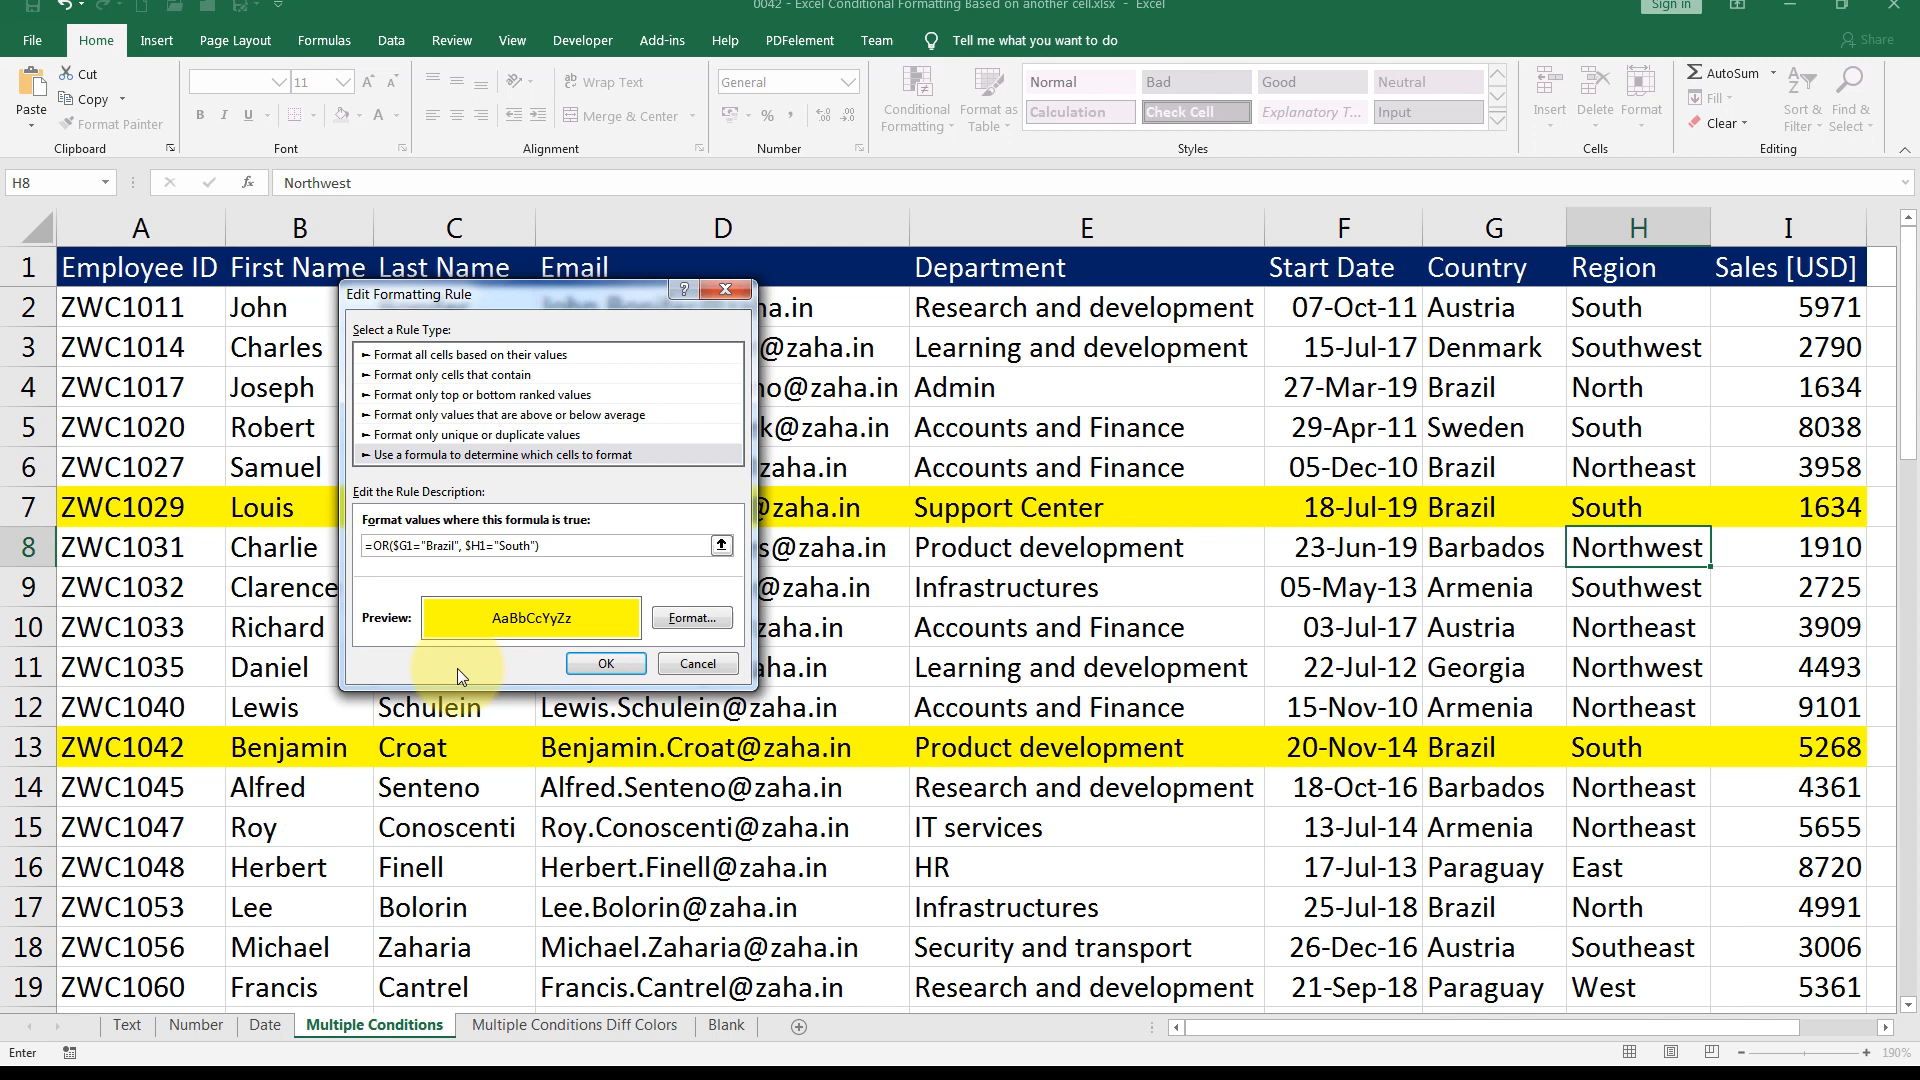 0042 - Excel Conditional Formatting Based on another cell.xlsx - Excel
Sign in
File Home Insert Page Layout Formulas Data Review View Developer Add-ins Help PDFelement Team Tell me what you want to do Share
Paste Cut Copy Format Painter
11
B I U
Wrap Text
Merge & Center
General
Conditional Formatting
Format as Table
Normal Bad Good Neutral
Calculation Check Cell Explanatory T... Input
Insert Delete Format
AutoSum Fill Clear
Sort & Filter
Find & Select
Clipboard Font Alignment Number Styles Cells Editing
H8 fx Northwest
A B C D E F G H I
1 Employee ID First Name Last Name Email Department Start Date Country Region Sales [USD]
2 ZWC1011 John ha.in Research and development 07-Oct-11 Austria South 5971
3 ZWC1014 Charles @zaha.in Learning and development 15-Jul-17 Denmark Southwest 2790
4 ZWC1017 Joseph no@zaha.in Admin 27-Mar-19 Brazil North 1634
5 ZWC1020 Robert k@zaha.in Accounts and Finance 29-Apr-11 Sweden South 8038
6 ZWC1027 Samuel zaha.in Accounts and Finance 05-Dec-10 Brazil Northeast 3958
7 ZWC1029 Louis @zaha.in Support Center 18-Jul-19 Brazil South 1634
8 ZWC1031 Charlie s@zaha.in Product development 23-Jun-19 Barbados Northwest 1910
9 ZWC1032 Clarence @zaha.in Infrastructures 05-May-13 Armenia Southwest 2725
10 ZWC1033 Richard zaha.in Accounts and Finance 03-Jul-17 Austria Northeast 3909
11 ZWC1035 Daniel ha.in Learning and development 22-Jul-12 Georgia Northwest 4493
12 ZWC1040 Lewis Schulein Lewis.Schulein@zaha.in Accounts and Finance 15-Nov-10 Armenia Northeast 9101
13 ZWC1042 Benjamin Croat Benjamin.Croat@zaha.in Product development 20-Nov-14 Brazil South 5268
14 ZWC1045 Alfred Senteno Alfred.Senteno@zaha.in Research and development 18-Oct-16 Barbados Northeast 4361
15 ZWC1047 Roy Conoscenti Roy.Conoscenti@zaha.in IT services 13-Jul-14 Armenia Northeast 5655
16 ZWC1048 Herbert Finell Herbert.Finell@zaha.in HR 17-Jul-13 Paraguay East 8720
17 ZWC1053 Lee Bolorin Lee.Bolorin@zaha.in Infrastructures 25-Jul-18 Brazil North 4991
18 ZWC1056 Michael Zaharia Michael.Zaharia@zaha.in Security and transport 26-Dec-16 Austria Southeast 3006
19 ZWC1060 Francis Cantrel Francis.Cantrel@zaha.in Research and development 21-Sep-18 Paraguay West 5361
Edit Formatting Rule
Select a Rule Type:
► Format all cells based on their values
► Format only cells that contain
► Format only top or bottom ranked values
► Format only values that are above or below average
► Format only unique or duplicate values
► Use a formula to determine which cells to format
Edit the Rule Description:
Format values where this formula is true:
=OR($G1="Brazil", $H1="South")
Preview: AaBbCcYyZz Format...
OK Cancel
Text Number Date Multiple Conditions Multiple Conditions Diff Colors Blank
Enter 190%